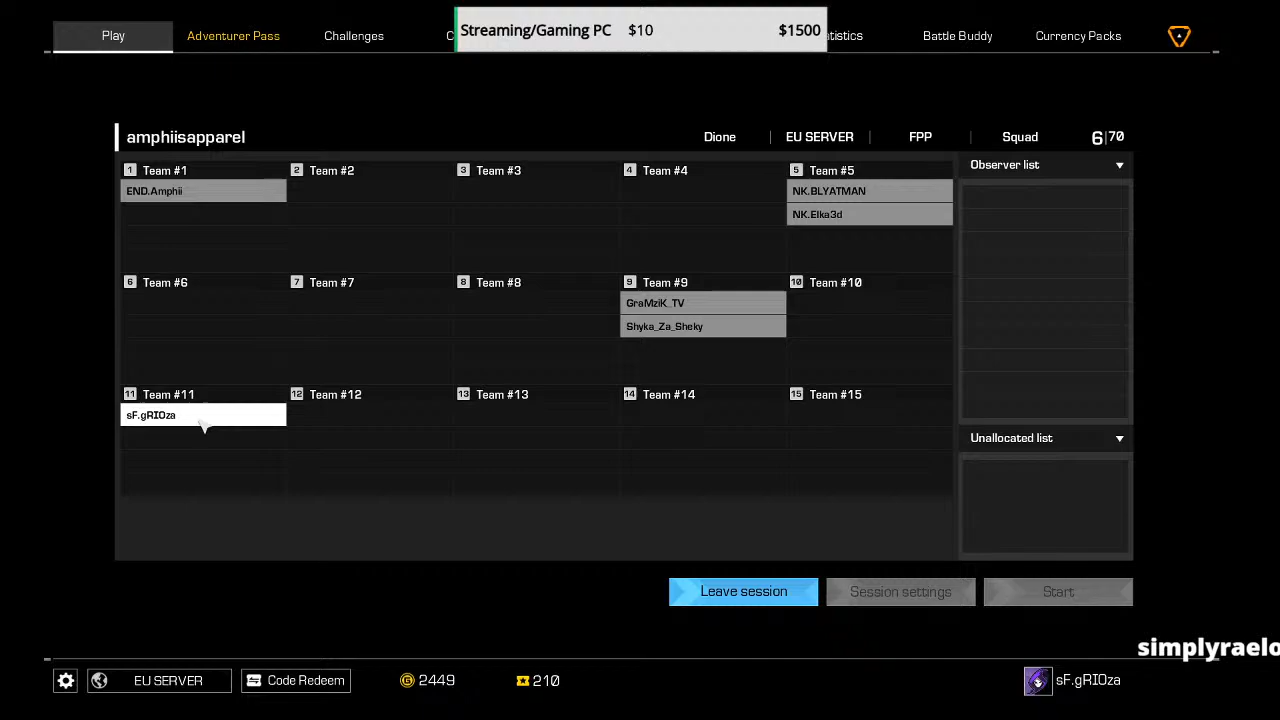 Streaming/Gaming PC $10 $1500
Play Adventurer Pass Challenges Battle Buddy Currency Packs
amphiisapparel Dione EU SERVER FPP Squad 6|70
1 Team #1 2 Team #2 3 Team #3 4 Team #4 5 Team #5 Observer list
END.Amphii NK.BLYATMAN
NK.Elka3d
6 Team #6 7 Team #7 8 Team #8 9 Team #9 10 Team #10
GraMziK_TV
Shyka_Za_Sheky
11 Team #11 12 Team #12 13 Team #13 14 Team #14 15 Team #15
sF.gRIOza
Unallocated list
Leave session Session settings Start
simplyraelo
EU SERVER Code Redeem G 2449 210 sF.gRIOza